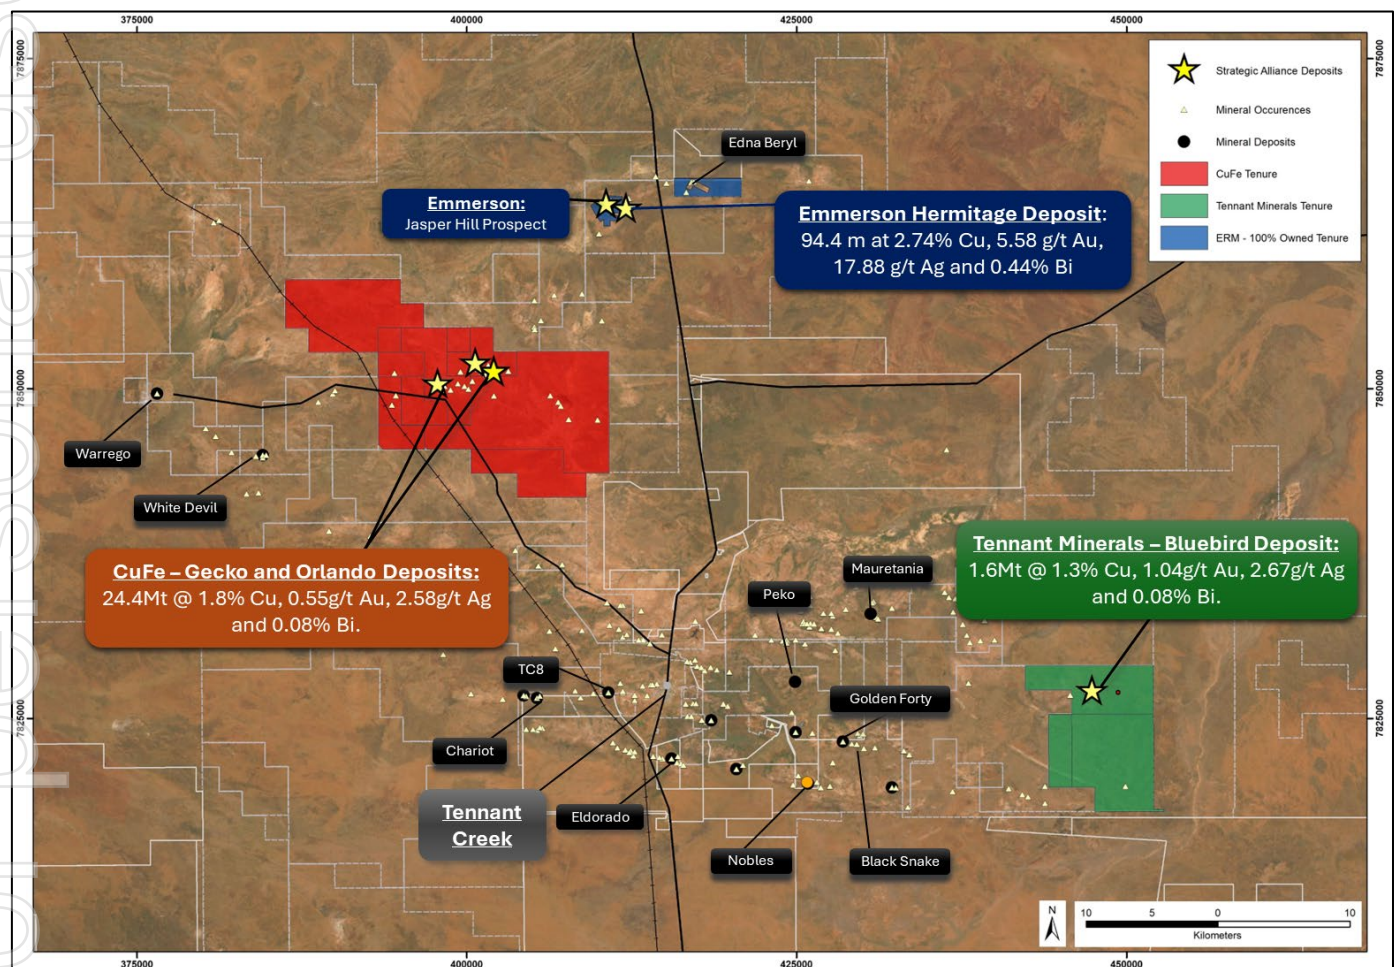 375000
400000
425000
450000
7875000
7875000
Strategic Alliance Deposits
Mineral Occurences
Mineral Deposits
CuFe Tenure
Tennant Minerals Tenure
ERM - 100% Owned Tenure
Edna Beryl
Emmerson:
Jasper Hill Prospect
Emmerson Hermitage Deposit:
94.4 m at 2.74% Cu, 5.58 g/t Au,
17.88 g/t Ag and 0.44% Bi
7850000
7850000
Warrego
White Devil
CuFe – Gecko and Orlando Deposits:
24.4Mt @ 1.8% Cu, 0.55g/t Au, 2.58g/t Ag
and 0.08% Bi.
Tennant Minerals – Bluebird Deposit:
1.6Mt @ 1.3% Cu, 1.04g/t Au, 2.67g/t Ag
and 0.08% Bi.
Mauretania
Peko
TC8
Golden Forty
7825000
7825000
Chariot
Tennant
Creek
Eldorado
Nobles
Black Snake
N
10 5 0 10
Kilometers
375000
400000
425000
450000